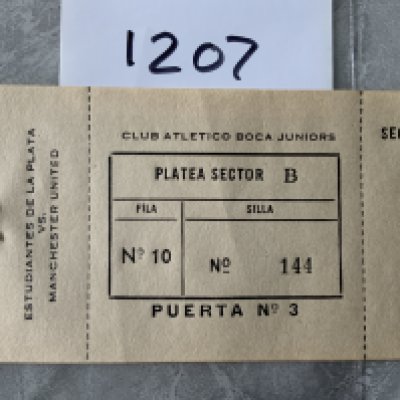 1207
ESTUDIANTES DE LA PLATA
VS.
MANCHESTER UNITED
CLUB ATLETICO BOCA JUNIORS
PLATEA SECTOR B
FILA
SILLA
Nº 10
Nº 144
PUERTA Nº 3